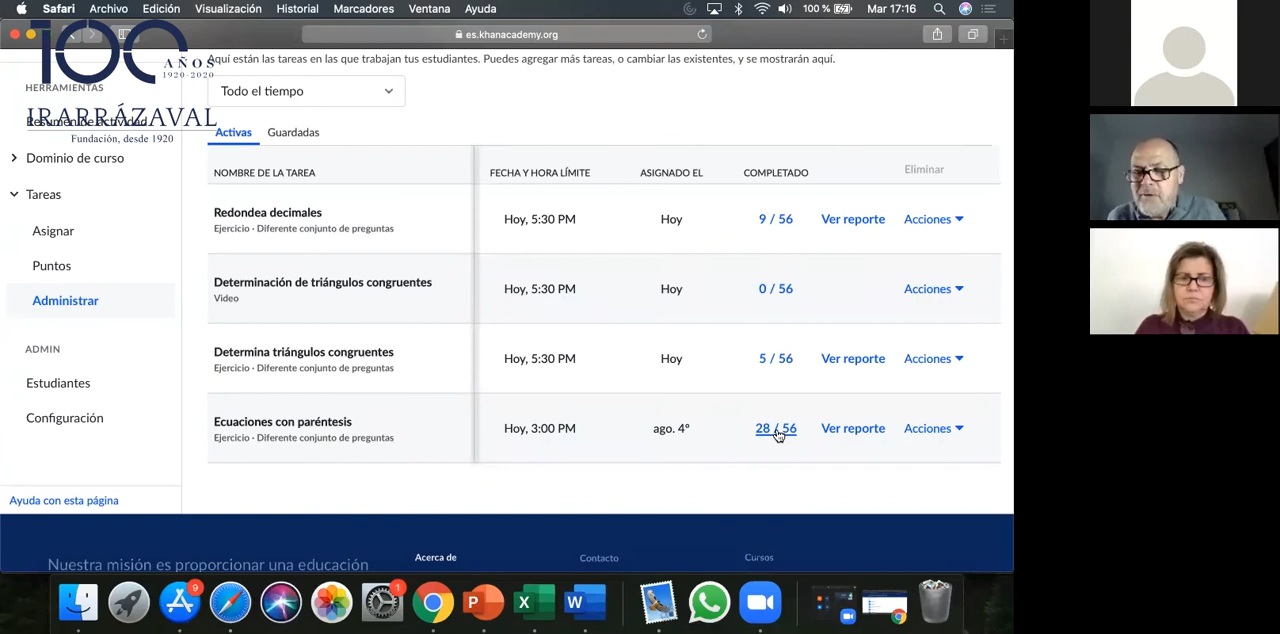 Safari Archivo Edición Visualización Historial Marcadores Ventana Ayuda 100 % Mar 17:16
es.khanacademy.org
100 AÑOS
1920-2020
IRARRÁZAVAL
Fundación, desde 1920
Aquí están las tareas en las que trabajan tus estudiantes. Puedes agregar más tareas, o cambiar las existentes, y se mostrarán aquí.
HERRAMIENTAS
Resumen de actividad
Dominio de curso
Tareas
Asignar
Puntos
Administrar
ADMIN
Estudiantes
Configuración
Ayuda con esta página
Todo el tiempo
Activas Guardadas
NOMBRE DE LA TAREA FECHA Y HORA LÍMITE ASIGNADO EL COMPLETADO Eliminar
Redondea decimales
Ejercicio · Diferente conjunto de preguntas
Hoy, 5:30 PM Hoy 9 / 56 Ver reporte Acciones
Determinación de triángulos congruentes
Video
Hoy, 5:30 PM Hoy 0 / 56 Acciones
Determina triángulos congruentes
Ejercicio · Diferente conjunto de preguntas
Hoy, 5:30 PM Hoy 5 / 56 Ver reporte Acciones
Ecuaciones con paréntesis
Ejercicio · Diferente conjunto de preguntas
Hoy, 3:00 PM ago. 4º 28 / 56 Ver reporte Acciones
Nuestra misión es proporcionar una educación
Acerca de Contacto Cursos
9 1 P X W